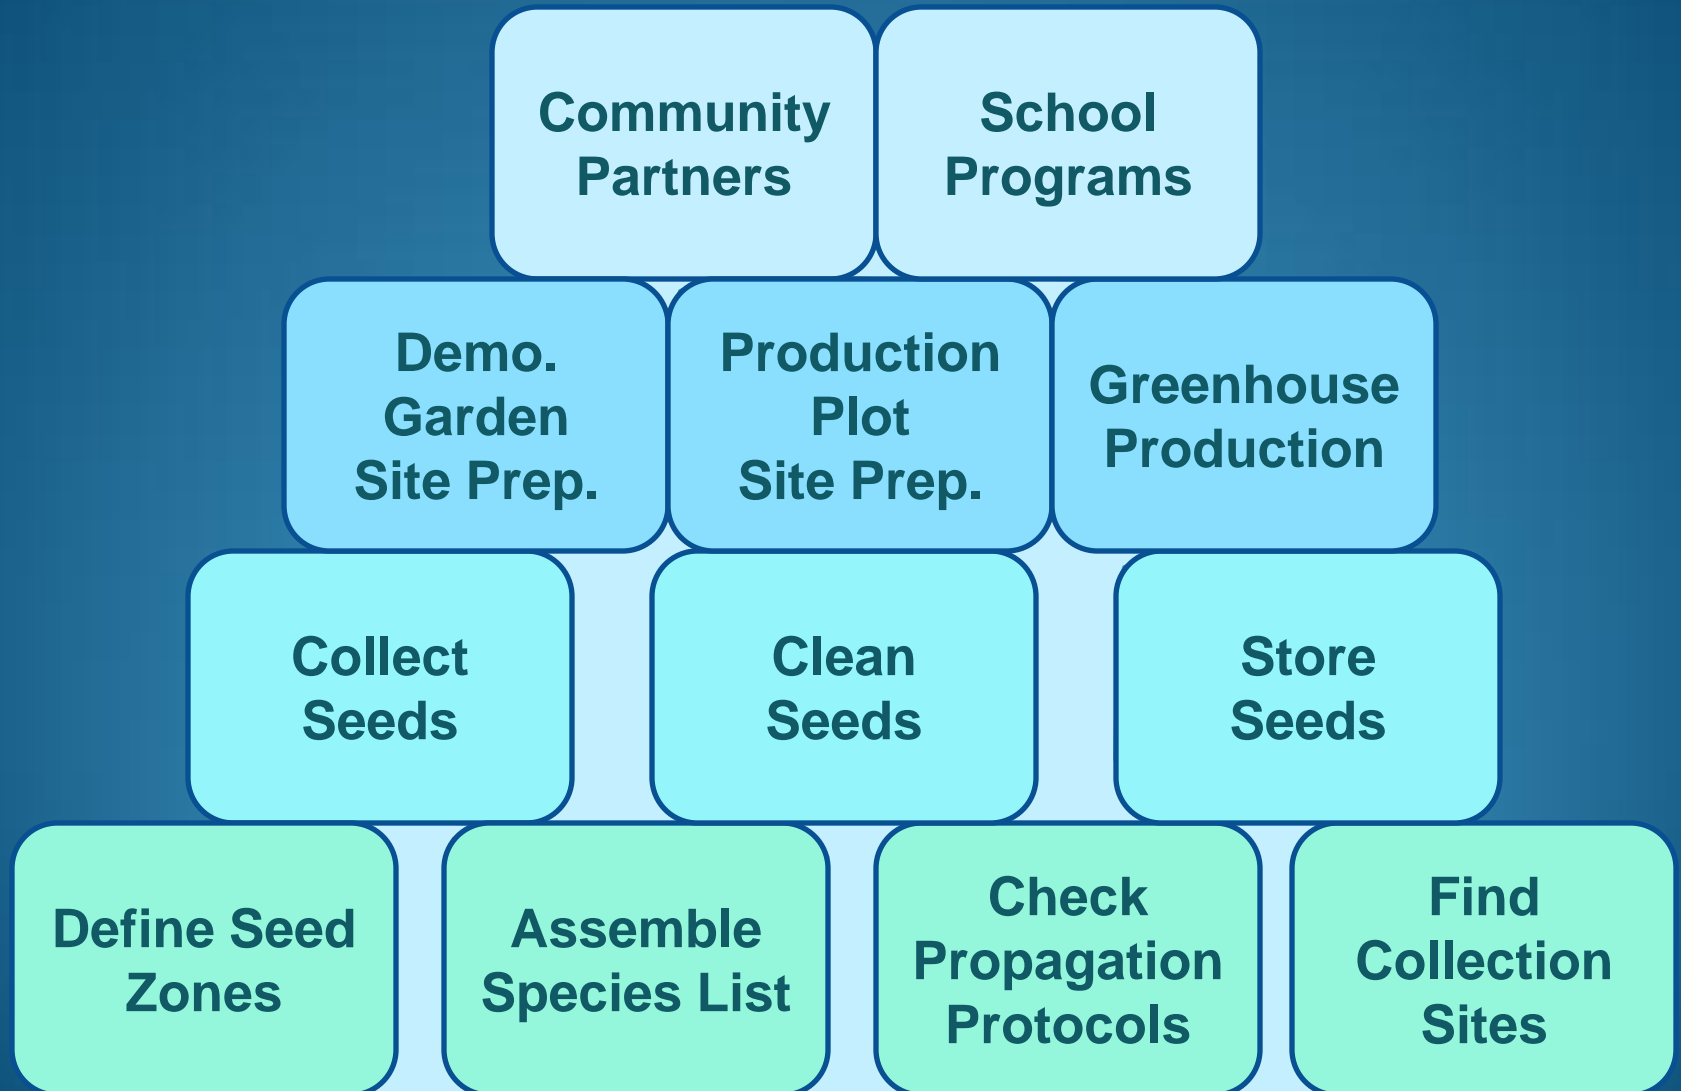 Community
Partners
School
Programs
Demo.
Garden
Site Prep.
Production
Plot
Site Prep.
Greenhouse
Production
Collect
Seeds
Clean
Seeds
Store
Seeds
Define Seed
Zones
Assemble
Species List
Check
Propagation
Protocols
Find
Collection
Sites